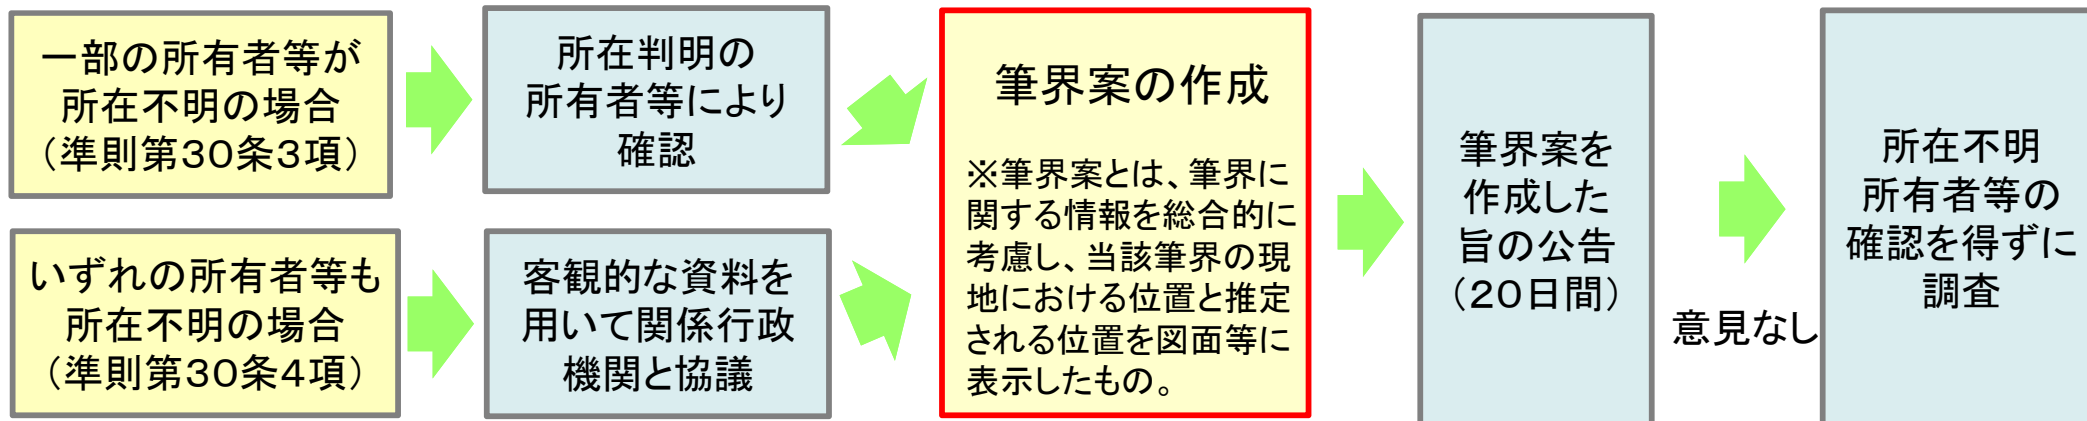 一部の所有者等が
所在不明の場合
（準則第30条3項）
所在判明の
所有者等により
確認
いずれの所有者等も
所在不明の場合
（準則第30条4項）
客観的な資料を
用いて関係行政
機関と協議
筆界案の作成
※筆界案とは、筆界に
関する情報を総合的に
考慮し、当該筆界の現
地における位置と推定
される位置を図面等に
表示したもの。
筆界案を
作成した
旨の公告
（20日間）
意見なし
所在不明
所有者等の
確認を得ずに
調査